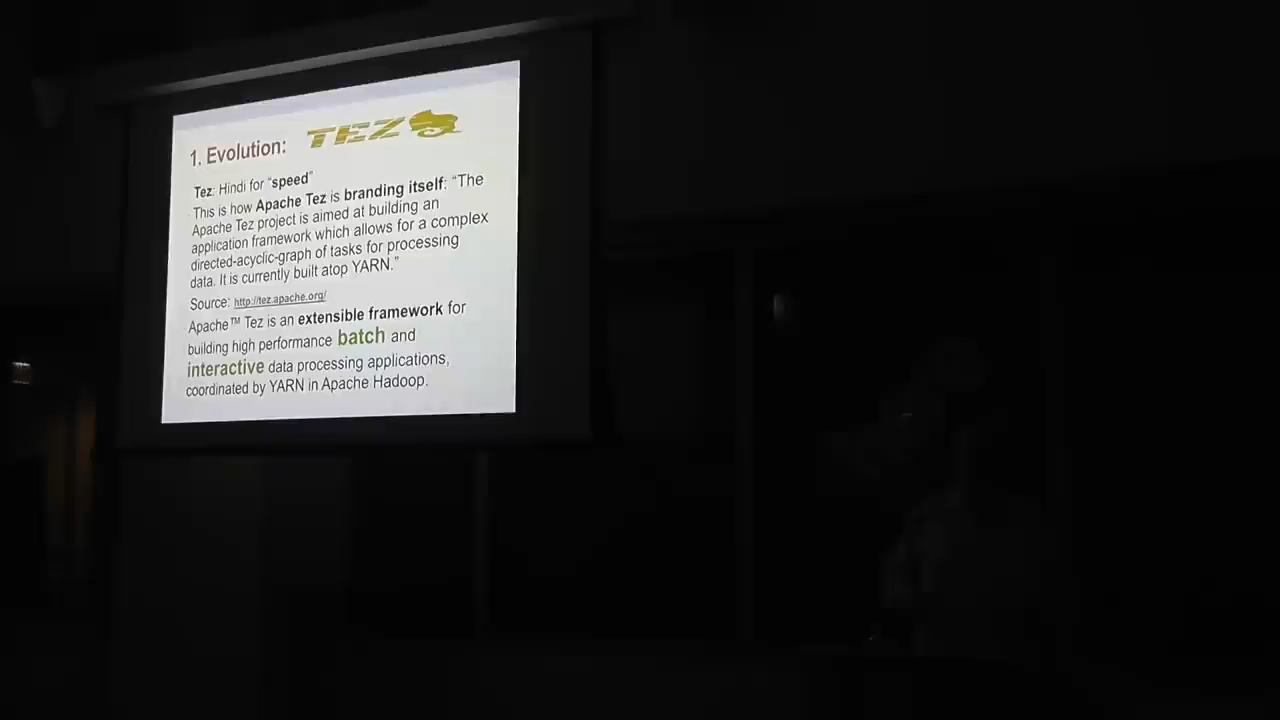 1. Evolution:
TEZ
Tez: Hindi for "speed"
This is how Apache Tez is branding itself: "The
Apache Tez project is aimed at building an
application framework which allows for a complex
directed-acyclic-graph of tasks for processing
data. It is currently built atop YARN."
Source: http://tez.apache.org/
Apache™ Tez is an extensible framework for
building high performance batch and
interactive data processing applications,
coordinated by YARN in Apache Hadoop.